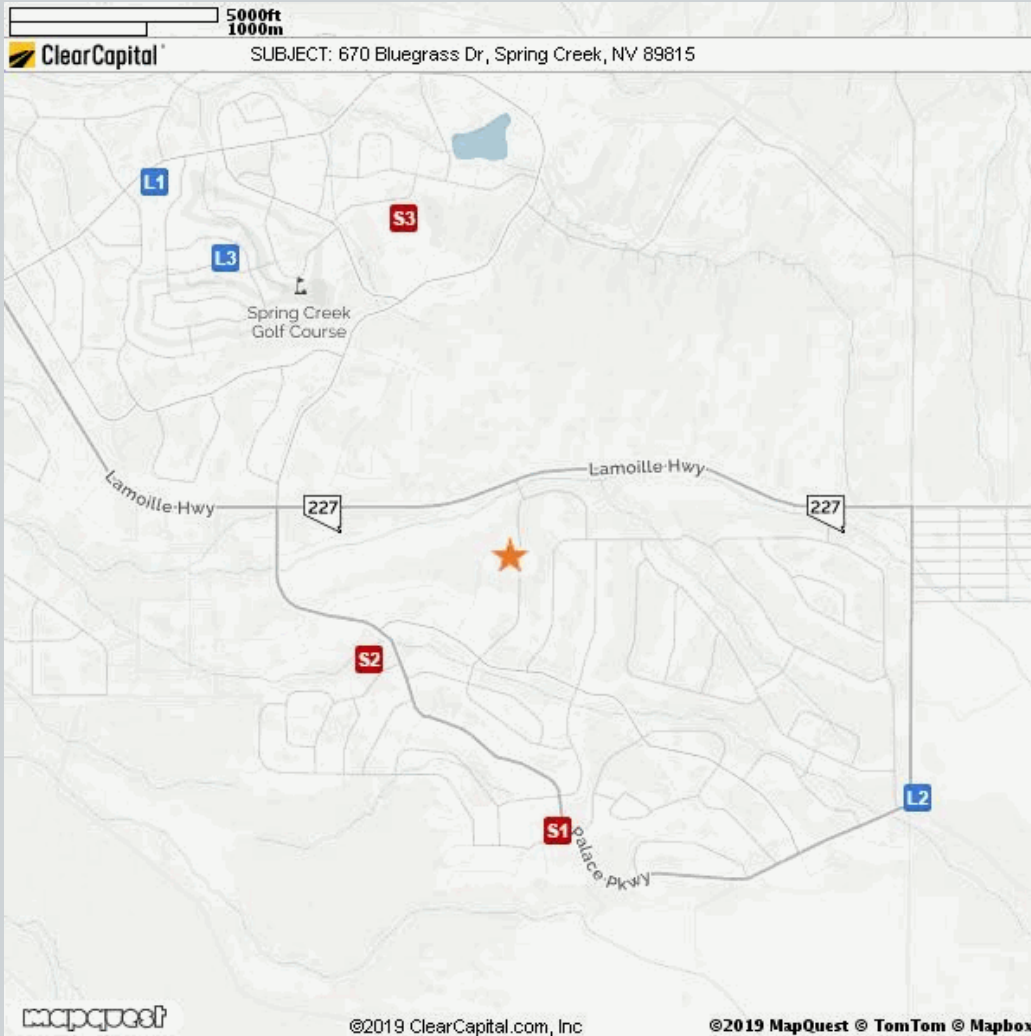 5000ft
1000m
ClearCapital SUBJECT: 670 Bluegrass Dr, Spring Creek, NV 89815
L1
S3
L3
Spring Creek
Golf Course
Lamoille Hwy
Lamoille Hwy
227
227
S2
L2
S1
Palace Pkwy
mapquest
©2019 ClearCapital.com, Inc
©2019 MapQuest © TomTom © Mapbox